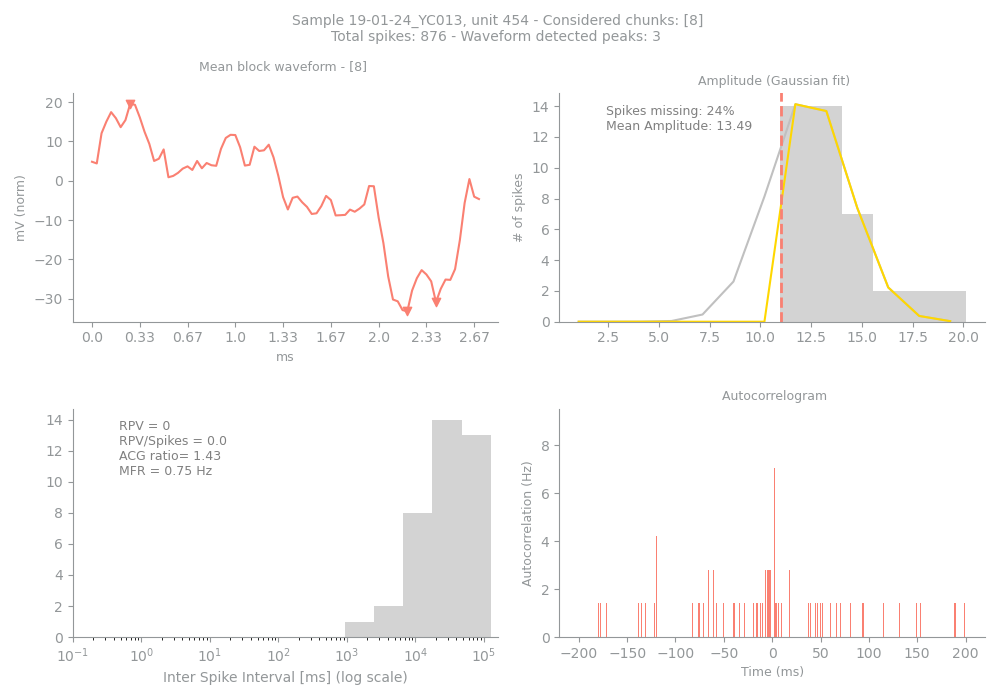 Sample 19-01-24_YC013, unit 454 - Considered chunks: [8]
Total spikes: 876 - Waveform detected peaks: 3
Mean block waveform - [8]
20
10
0
−10
−20
−30
mV (norm)
0.0 0.33 0.67 1.0 1.33 1.67 2.0 2.33 2.67
ms
Amplitude (Gaussian fit)
Spikes missing: 24%
Mean Amplitude: 13.49
14
12
10
8
6
4
2
0
# of spikes
2.5 5.0 7.5 10.0 12.5 15.0 17.5 20.0
RPV = 0
RPV/Spikes = 0.0
ACG ratio= 1.43
MFR = 0.75 Hz
14
12
10
8
6
4
2
0
10⁻¹ 10⁰ 10¹ 10² 10³ 10⁴ 10⁵
Inter Spike Interval [ms] (log scale)
Autocorrelogram
8
6
4
2
0
Autocorrelation (Hz)
−200 −150 −100 −50 0 50 100 150 200
Time (ms)